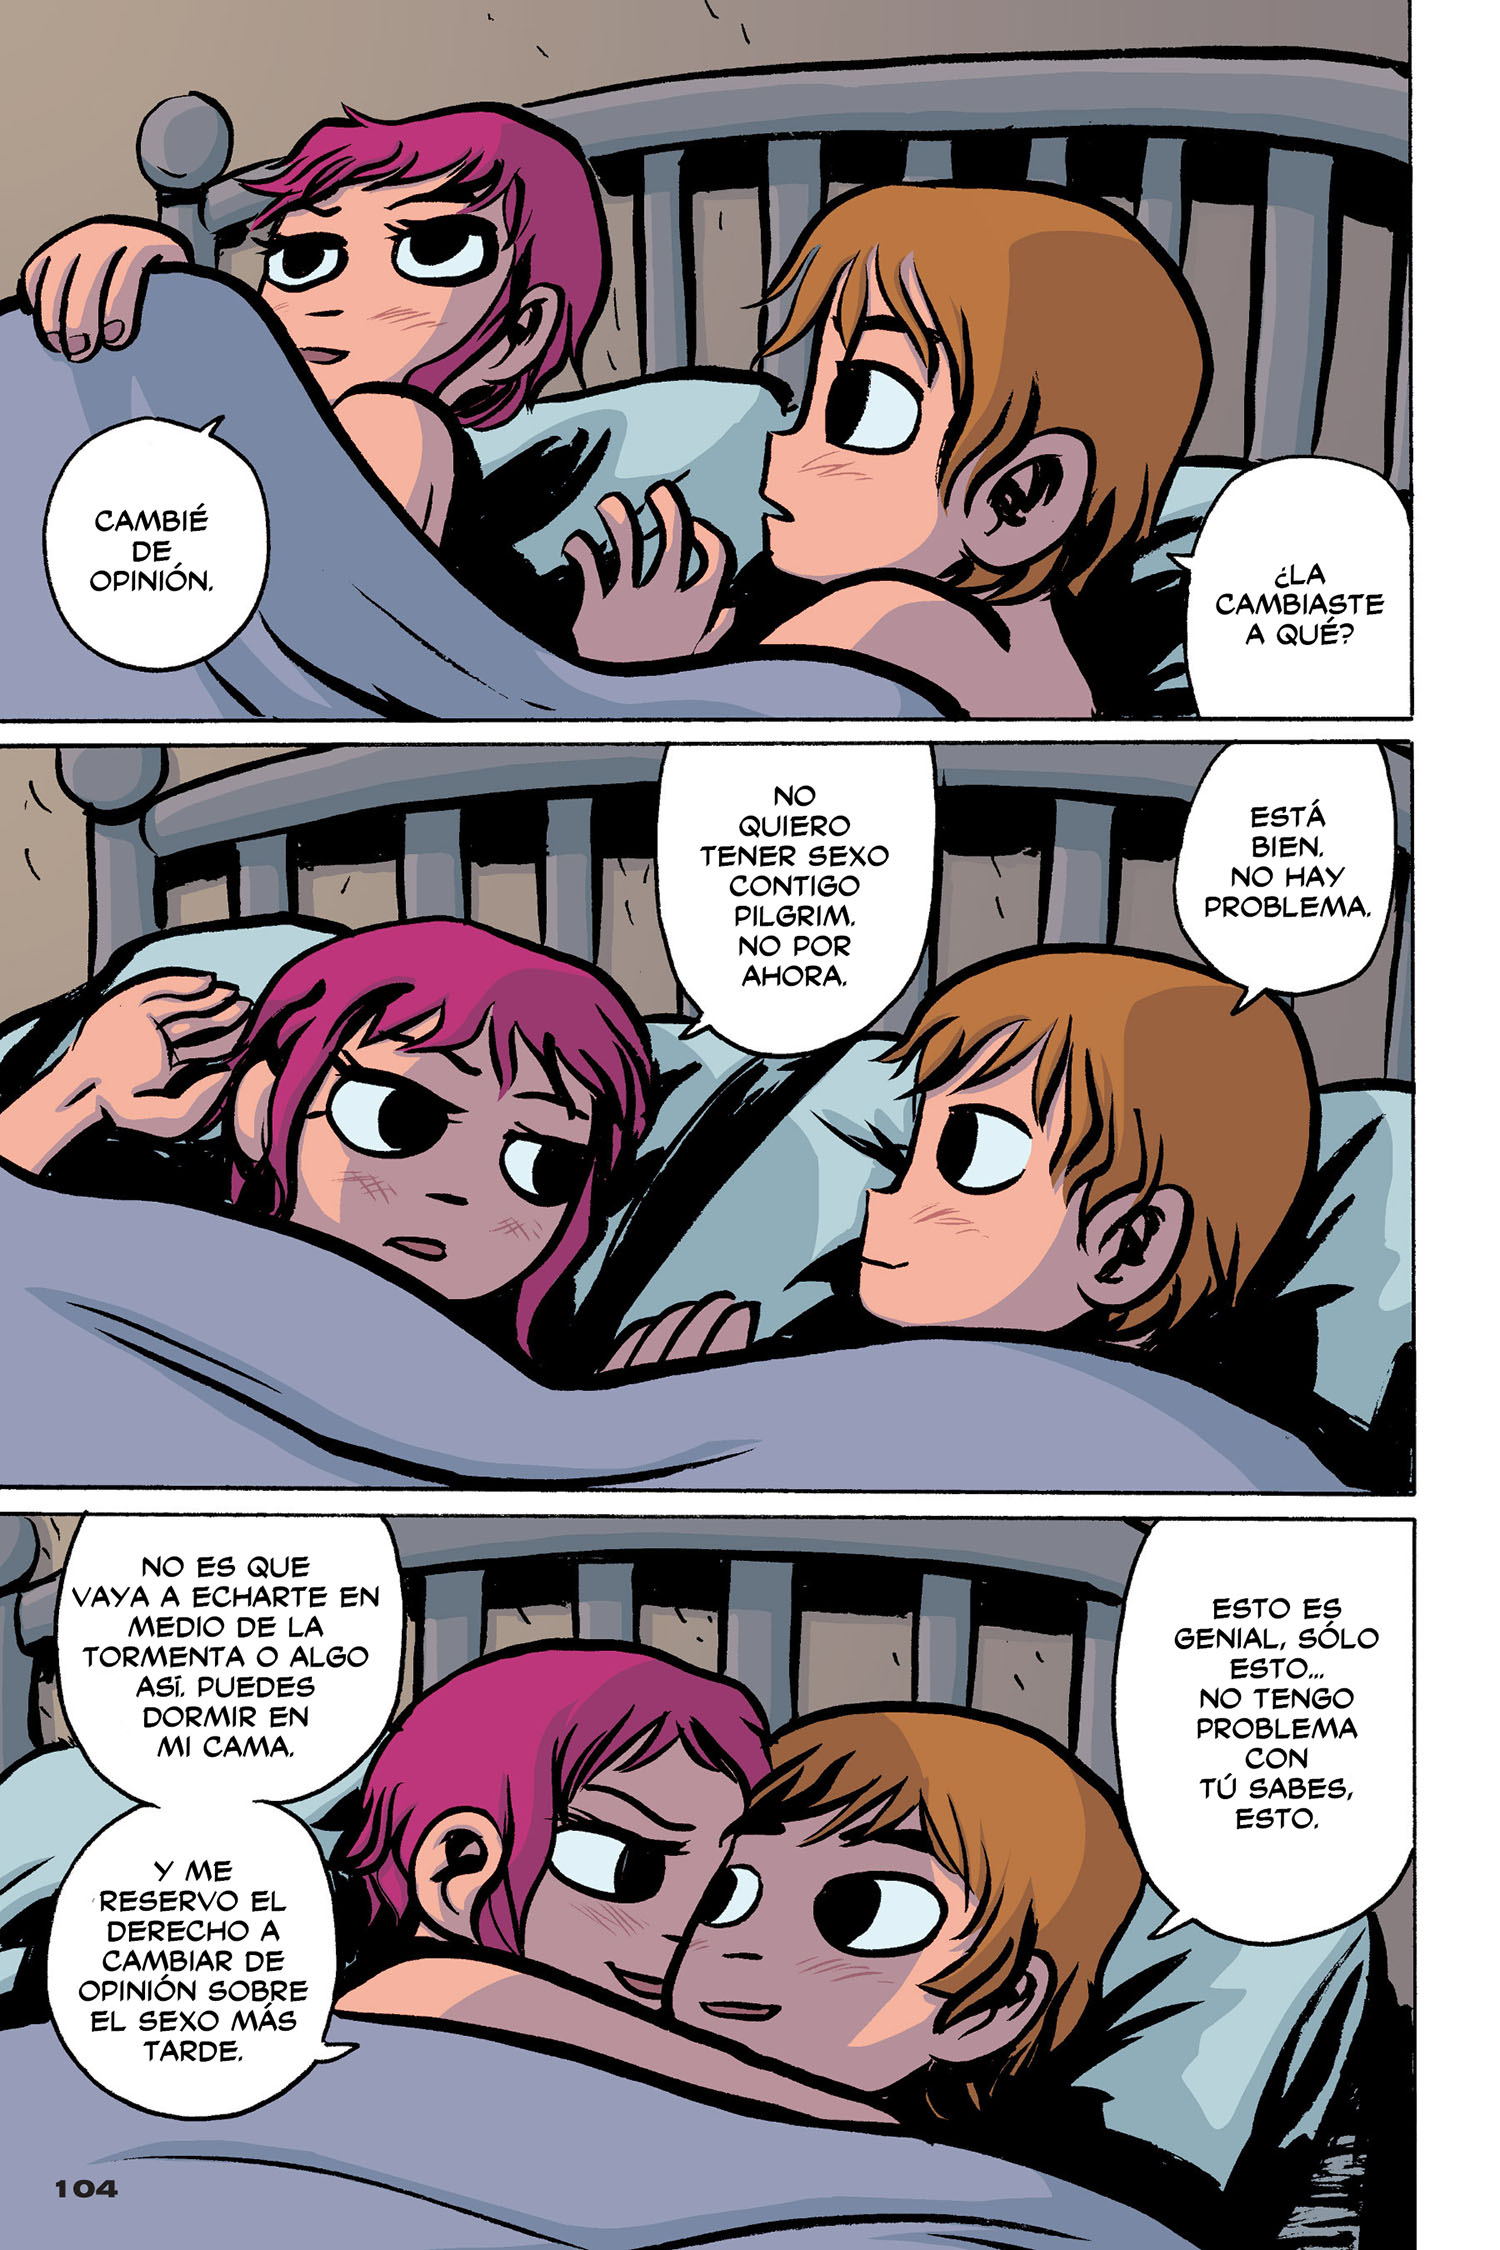 CAMBIÉ
DE
OPINIÓN.
¿LA
CAMBIASTE
A QUÉ?
NO
QUIERO
TENER SEXO
CONTIGO
PILGRIM.
NO POR
AHORA.
ESTÁ
BIEN.
NO HAY
PROBLEMA.
NO ES QUE
VAYA A ECHARTE EN
MEDIO DE LA
TORMENTA O ALGO
ASÍ. PUEDES
DORMIR EN
MI CAMA.
Y ME
RESERVO EL
DERECHO A
CAMBIAR DE
OPINIÓN SOBRE
EL SEXO MÁS
TARDE.
ESTO ES
GENIAL, SÓLO
ESTO...
NO TENGO
PROBLEMA
CON
TÚ SABES,
ESTO.
104